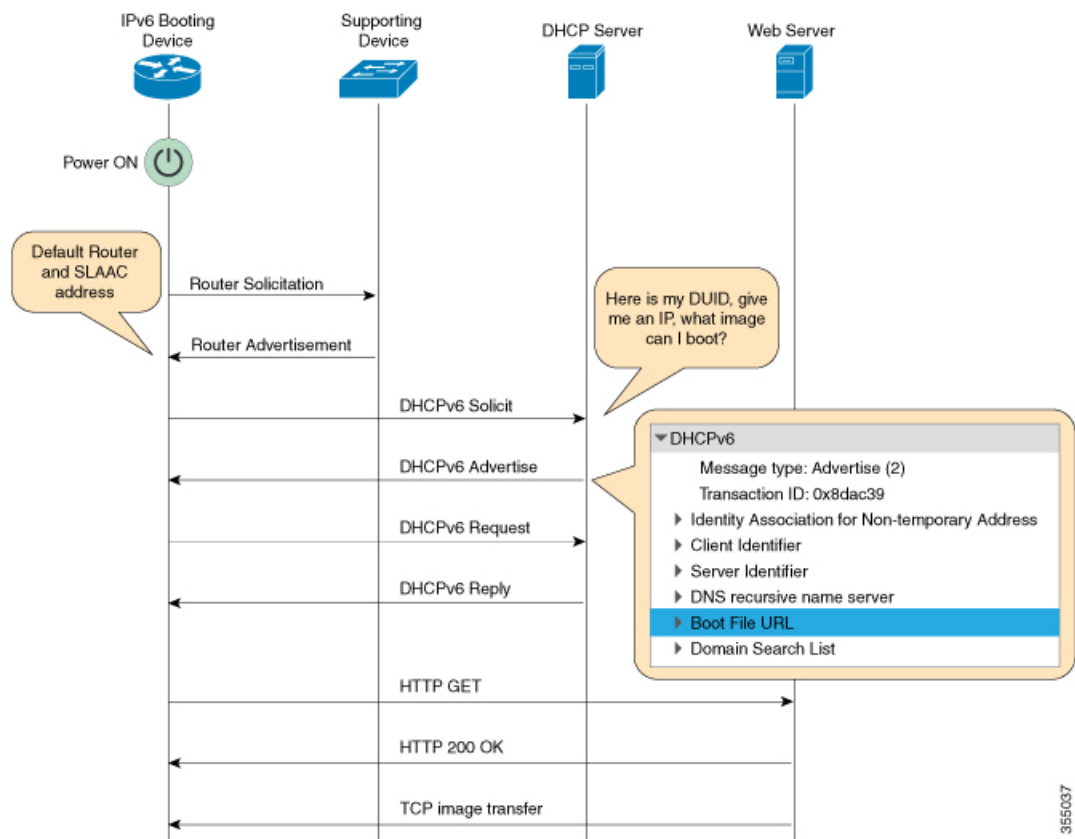 IPv6 Booting
Device
Supporting
Device
DHCP Server
Web Server
Power ON
Default Router
and SLAAC
address
Router Solicitation
Here is my DUID, give
me an IP, what image
can I boot?
Router Advertisement
DHCPv6 Solicit
DHCPv6 Advertise
DHCPv6 Request
DHCPv6 Reply
DHCPv6
Message type: Advertise (2)
Transaction ID: 0x8dac39
Identity Association for Non-temporary Address
Client Identifier
Server Identifier
DNS recursive name server
Boot File URL
Domain Search List
HTTP GET
HTTP 200 OK
TCP image transfer
355037